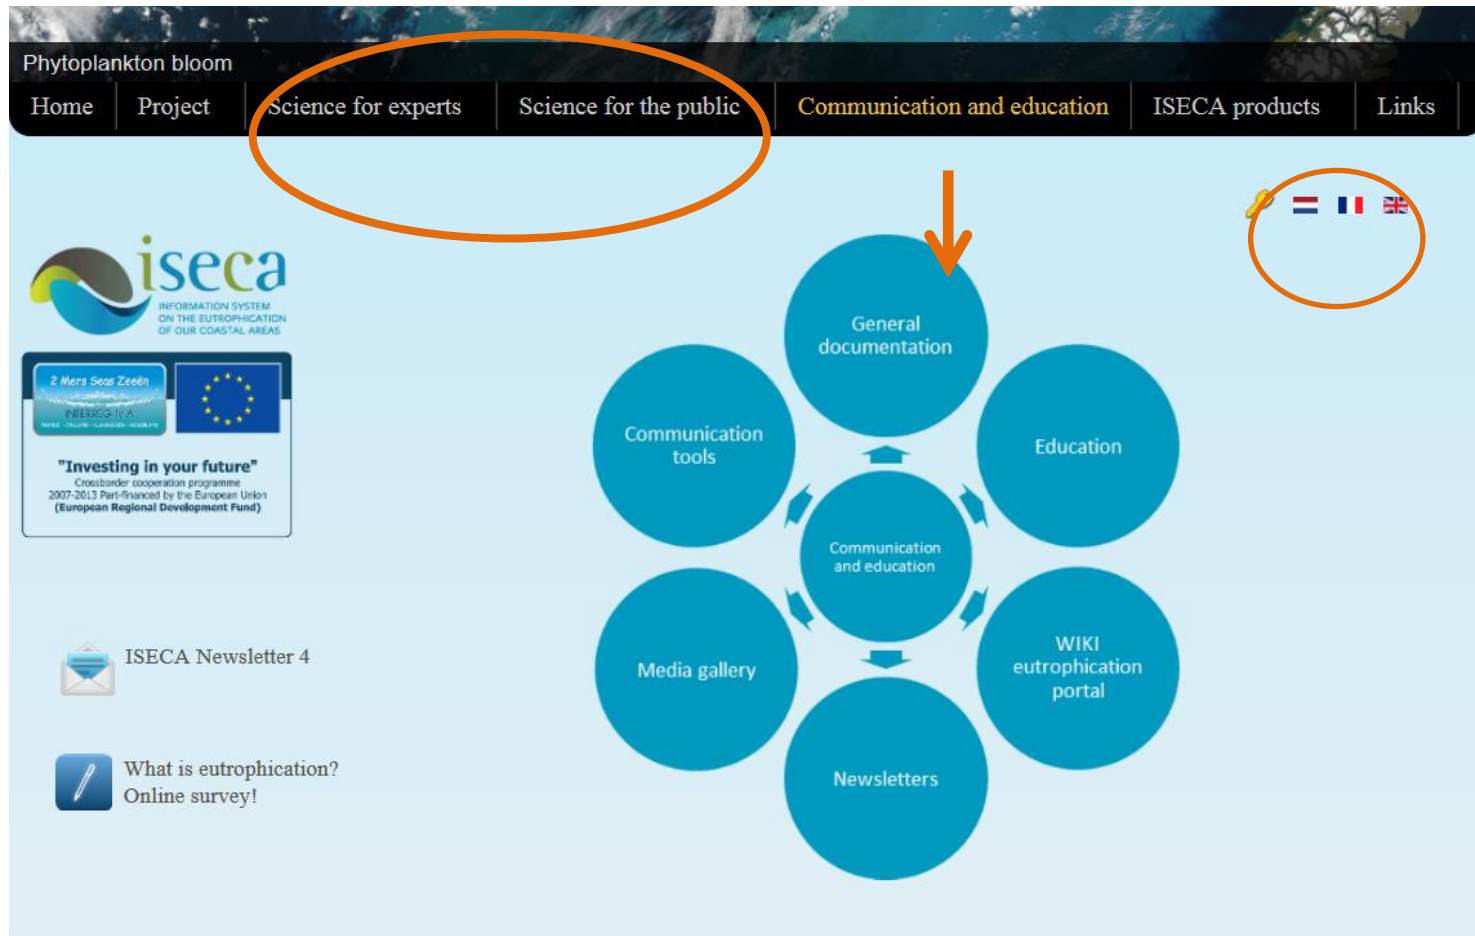 Phytoplankton bloom
Home Project Science for experts Science for the public Communication and education ISECA products Links
iseca
INFORMATION SYSTEM
ON THE EUTROPHICATION
OF OUR COASTAL AREAS
2 Mers Seas Zeeën
INTERREG IV A
"Investing in your future"
Crossborder cooperation programme
2007-2013 Part-financed by the European Union
(European Regional Development Fund)
General
documentation
Communication
tools
Education
Communication
and education
Media gallery
WIKI
eutrophication
portal
Newsletters
ISECA Newsletter 4
What is eutrophication?
Online survey!